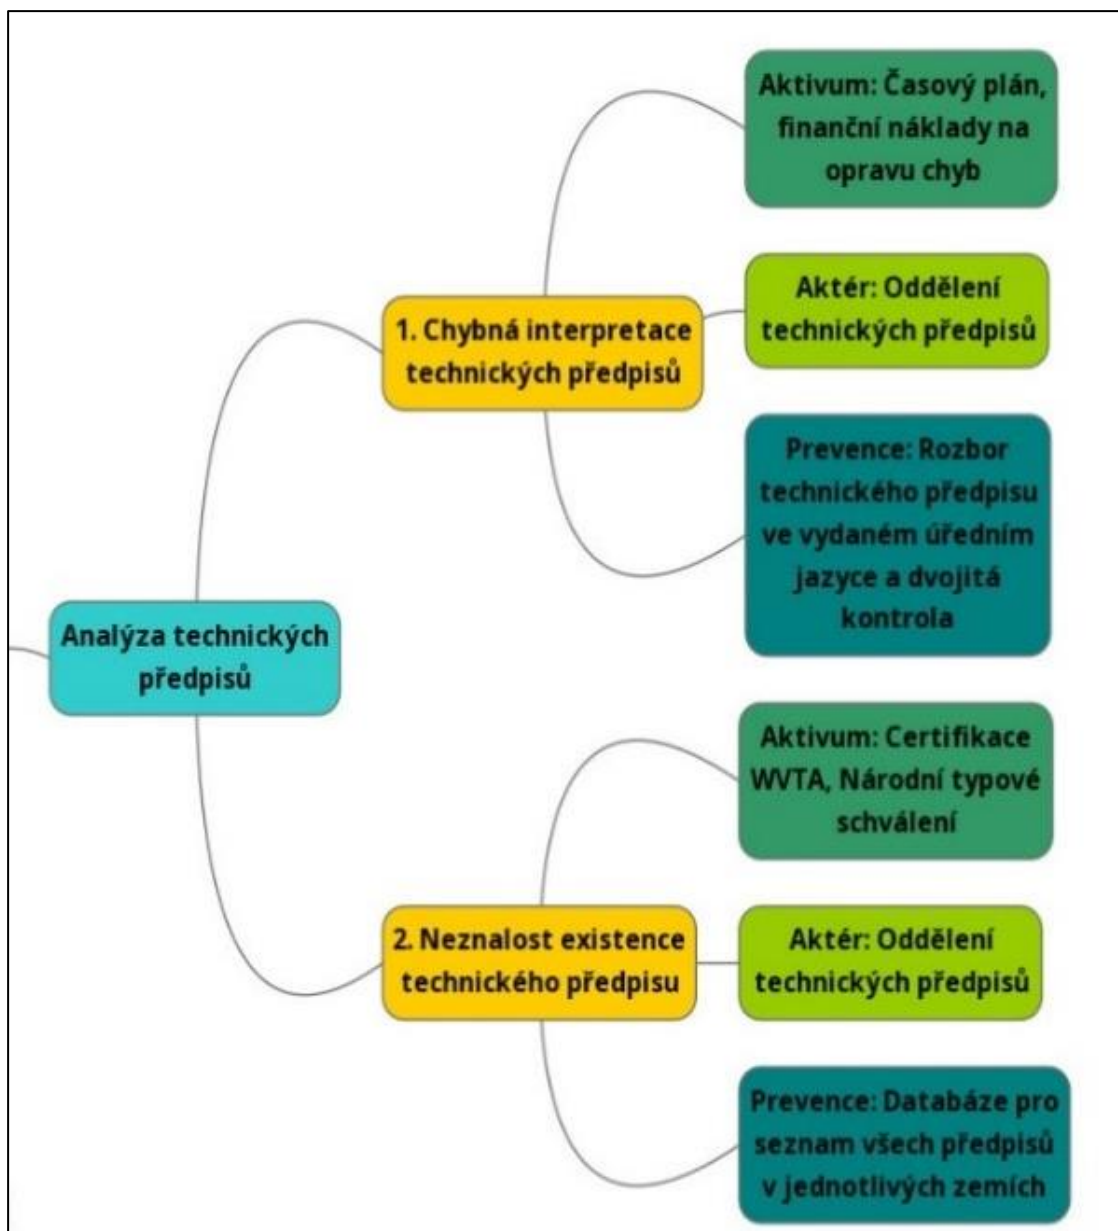 Analýza technických
předpisů
1. Chybná interpretace
technických předpisů
Aktivum: Časový plán,
finanční náklady na
opravu chyb
Aktér: Oddělení
technických předpisů
Prevence: Rozbor
technického předpisu
ve vydaném úředním
jazyce a dvojitá
kontrola
2. Neznalost existence
technického předpisu
Aktivum: Certifikace
WVTA, Národní typové
schválení
Aktér: Oddělení
technických předpisů
Prevence: Databáze pro
seznam všech předpisů
v jednotlivých zemích